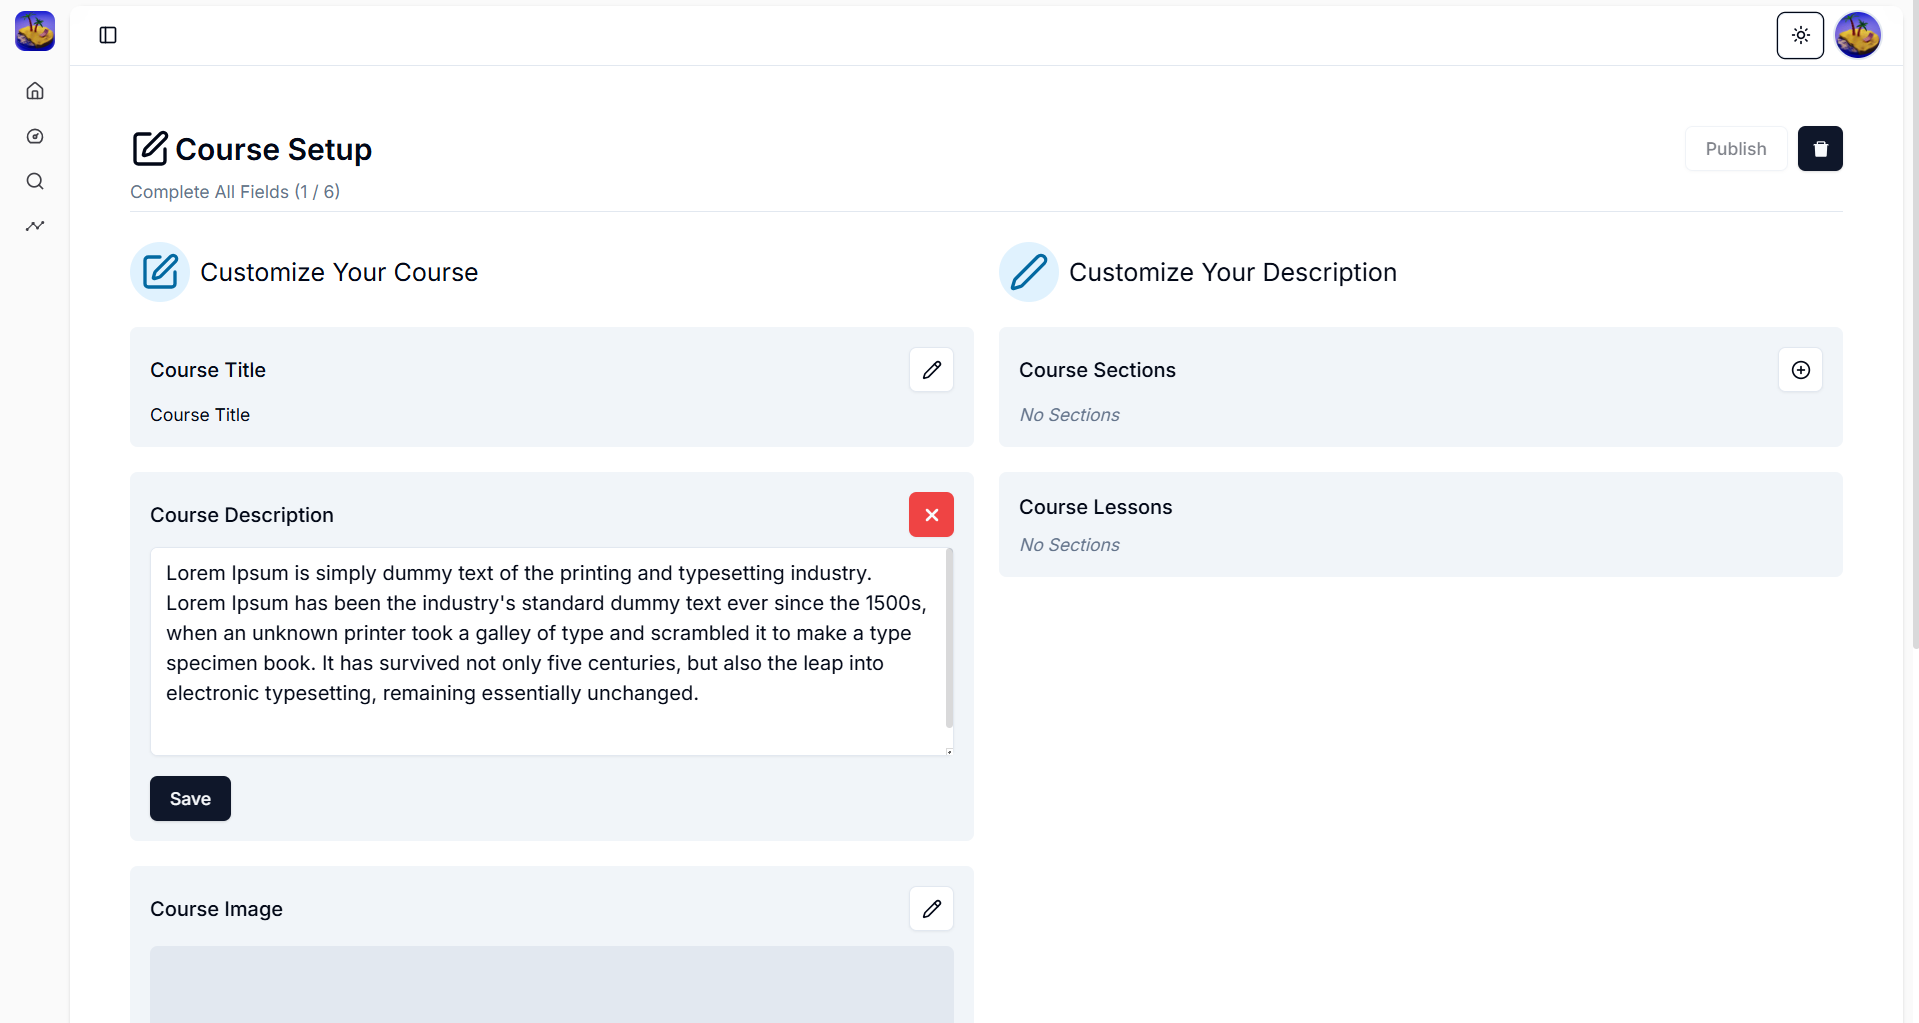 Course Setup
Publish
Complete All Fields (1 / 6)
Customize Your Course
Course Title
Course Title
Course Description
Lorem Ipsum is simply dummy text of the printing and typesetting industry.
Lorem Ipsum has been the industry's standard dummy text ever since the 1500s,
when an unknown printer took a galley of type and scrambled it to make a type
specimen book. It has survived not only five centuries, but also the leap into
electronic typesetting, remaining essentially unchanged.
Save
Course Image
Customize Your Description
Course Sections
No Sections
Course Lessons
No Sections